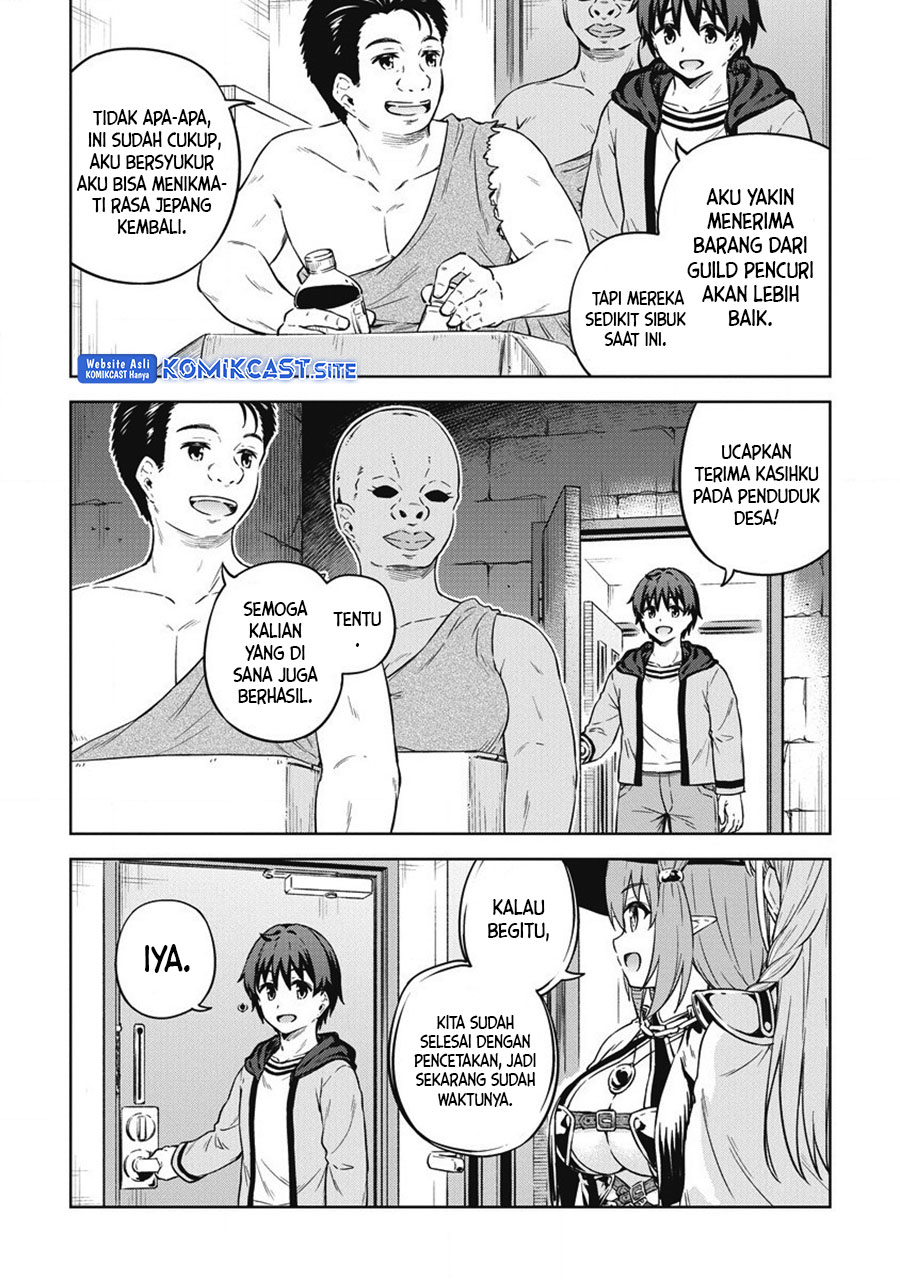 TIDAK APA-APA,
INI SUDAH CUKUP,
AKU BERSYUKUR
AKU BISA MENIKMA-
TI RASA JEPANG
KEMBALI.
AKU YAKIN
MENERIMA
BARANG DARI
GUILD PENCURI
AKAN LEBIH
BAIK.
TAPI MEREKA
SEDIKIT SIBUK
SAAT INI.
Website Asli
KOMIKCAST Hanya
KOMIKCAST.SITE
UCAPKAN
TERIMA KASIHKU
PADA PENDUDUK
DESA!
TENTU
.
SEMOGA
KALIAN
YANG DI
SANA JUGA
BERHASIL.
KALAU
BEGITU,
KITA SUDAH
SELESAI DENGAN
PENCETAKAN, JADI
SEKARANG SUDAH
WAKTUNYA.
IYA.